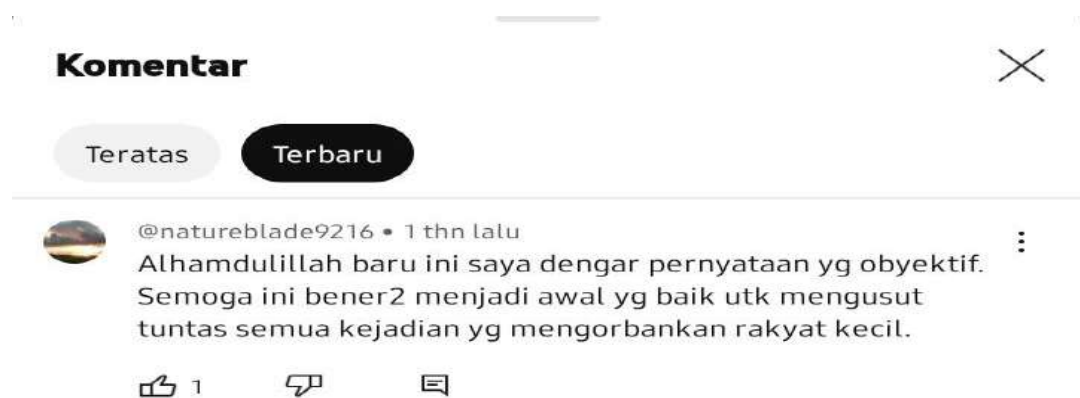 Komentar
Teratas Terbaru
@natureblade9216 • 1 thn lalu
Alhamdulillah baru ini saya dengar pernyataan yg obyektif.
Semoga ini bener2 menjadi awal yg baik utk mengusut
tuntas semua kejadian yg mengorbankan rakyat kecil.
1